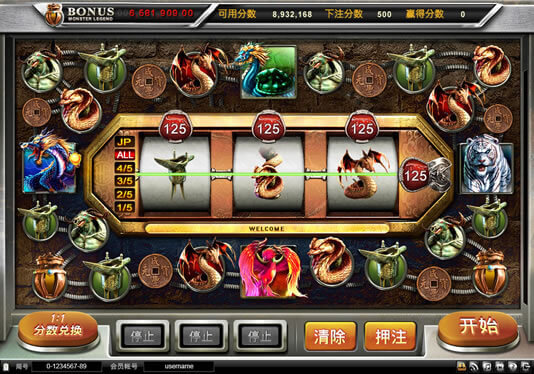 BONUS
MONSTER LEGEND
6,681,909.00
可用分数 8,932,168 下注分数 500 赢得分数 0
125 125 125
JP
ALL
4/5
3/5
2/5
1/5
125
WELCOME
1:1
分数兑换
停止 停止 停止
清除 押注
开始
局号 0-1234567-89 会员帐号 username